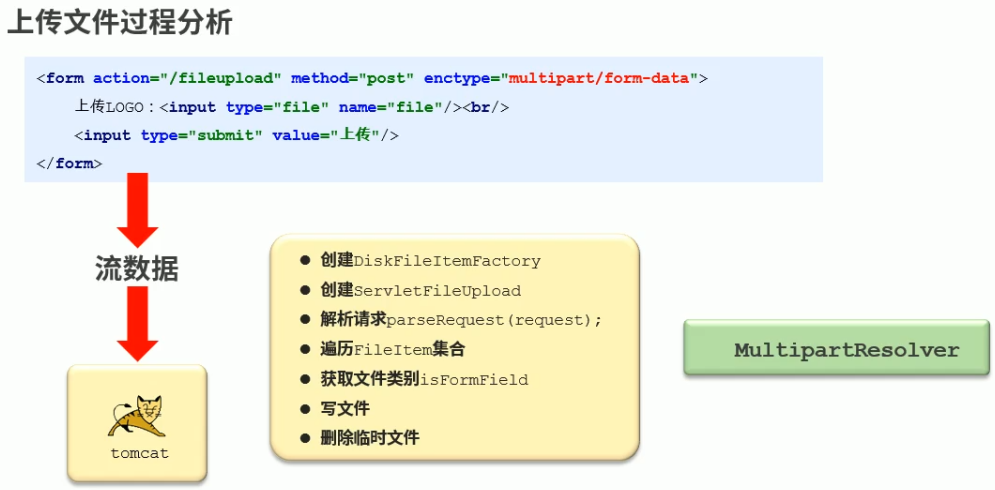 上传文件过程分析
<form action="/fileupload" method="post" enctype="multipart/form-data">
上传LOGO：<input type="file" name="file"/><br/>
<input type="submit" value="上传"/>
</form>
流数据
tomcat
● 创建DiskFileItemFactory
● 创建ServletFileUpload
● 解析请求parseRequest(request);
● 遍历FileItem集合
● 获取文件类别isFormField
● 写文件
● 删除临时文件
MultipartResolver